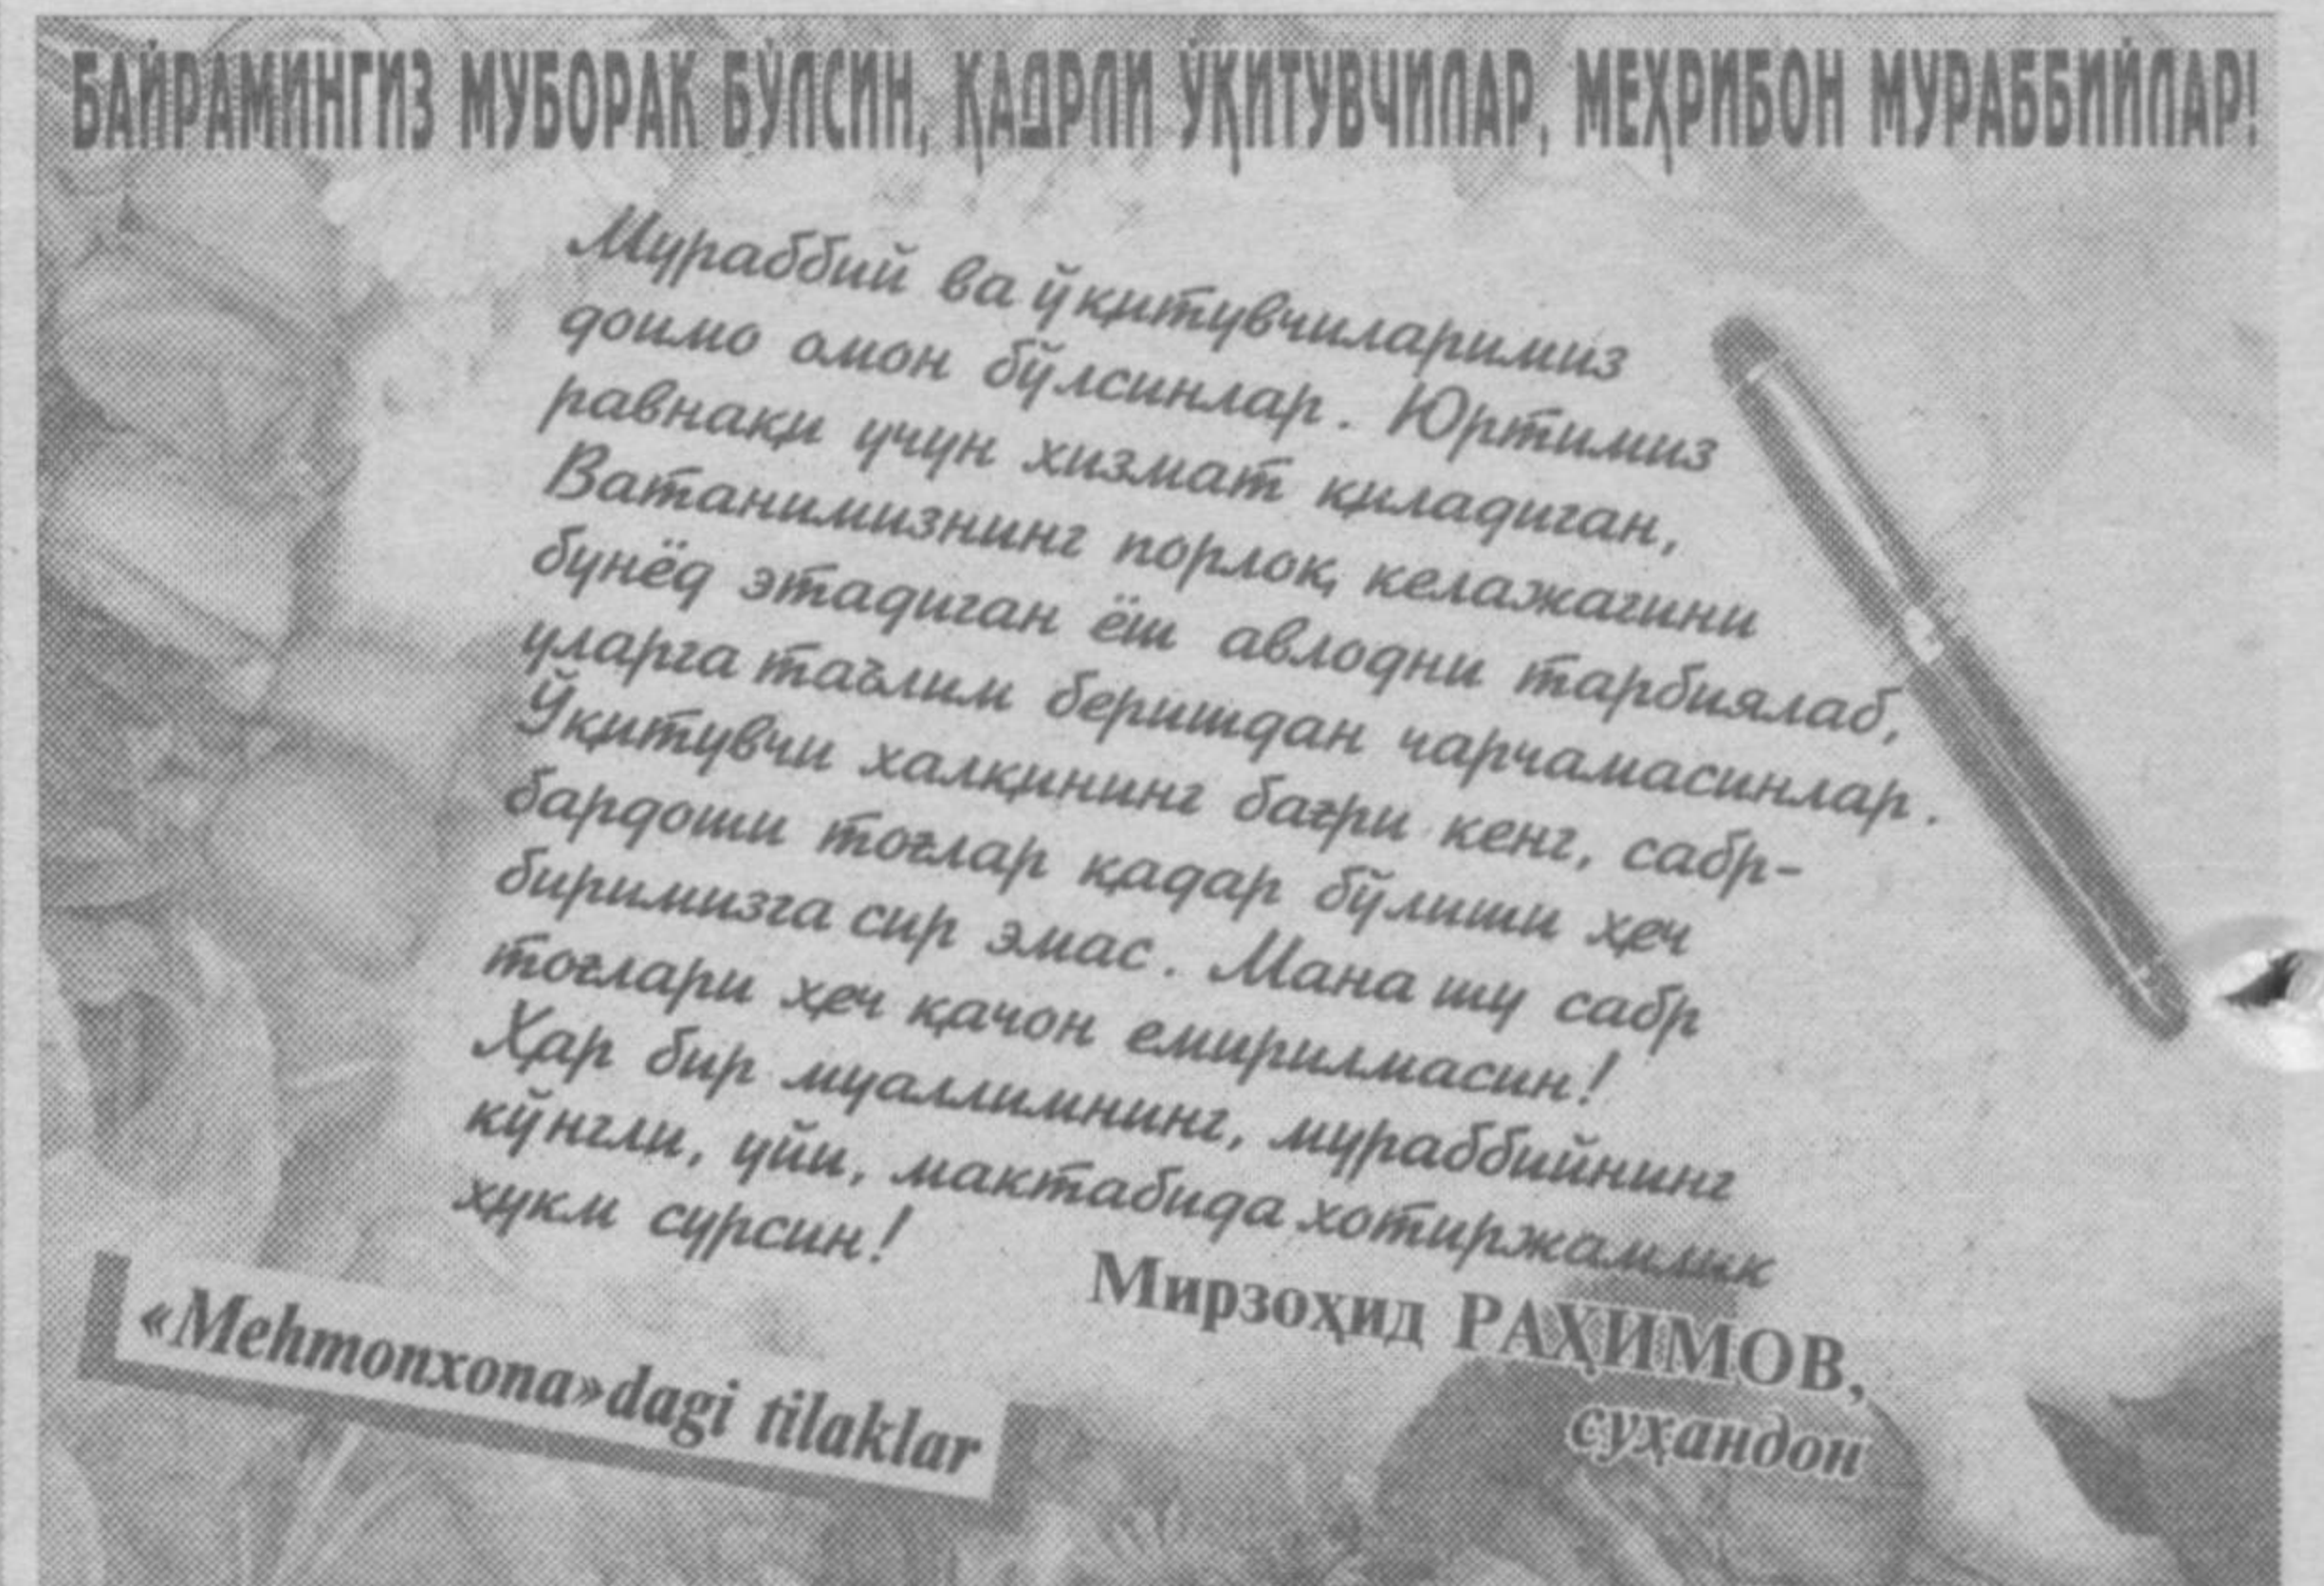 БАЙРАМИНГИЗ МУБОРАК БЎЛСИН, ҚАДРЛИ ЎҚИТУВЧИЛАР, МЕҲРИБОН МУРАББИЙЛАР!
Мураббий ва ўқитувчиларимиз
доимо омон бўлсинлар. Юртимиз
равнақи учун хизмат қиладиган,
Ватанимизнинг порлоқ келажагини
бунёд этадиган ёш авлодни тарбиялаб,
уларга таълим беришдан чарчамасинлар.
Ўқитувчи халқининг бағри кенг, сабр-
бардоши тоғлар қадар бўлиши ҳеч
биримизга сир эмас. Мана шу сабр
тоғлари ҳеч қачон емирилмасин!
Ҳар бир муаллимнинг, мураббийнинг
кўнгли, уйи, мактабида хотиржамлик
ҳукм сурсин!
Мирзоҳид РАҲИМОВ,
суҳандон
«Mehmonxona»dagi tilaklar